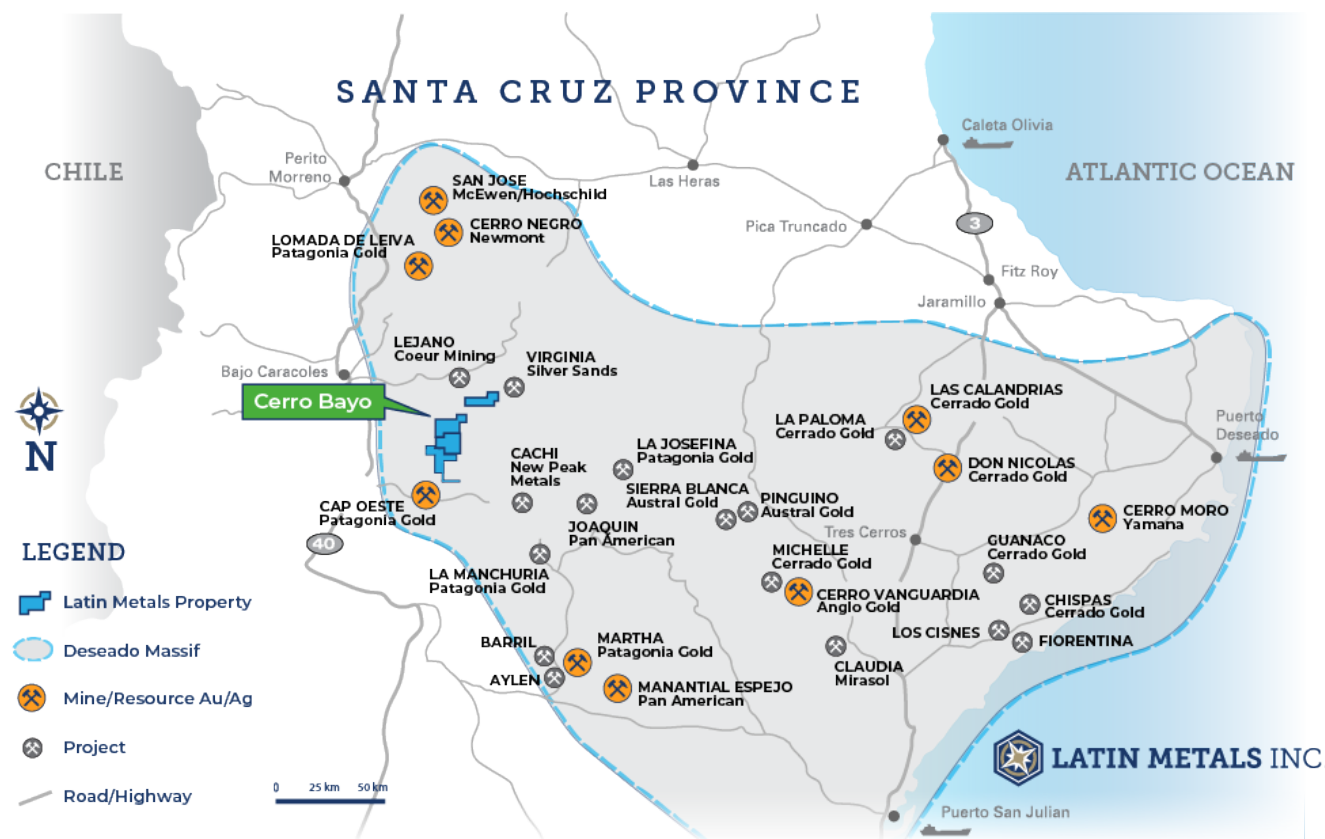 SANTA CRUZ PROVINCE
CHILE
ATLANTIC OCEAN
Caleta Olivia
Perito
Morreno
Las Heras
Pica Truncado
3
Fitz Roy
Jaramillo
SAN JOSE
McEwen/Hochschild
CERRO NEGRO
Newmont
LOMADA DE LEIVA
Patagonia Gold
LEJANO
Coeur Mining
VIRGINIA
Silver Sands
Bajo Caracoles
Cerro Bayo
N
LAS CALANDRIAS
Cerrado Gold
LA PALOMA
Cerrado Gold
Puerto
Deseado
LA JOSEFINA
Patagonia Gold
CACHI
New Peak
Metals
DON NICOLAS
Cerrado Gold
SIERRA BLANCA
Austral Gold
PINGUINO
Austral Gold
CAP OESTE
Patagonia Gold
40
JOAQUIN
Pan American
Tres Cerros
CERRO MORO
Yamana
GUANACO
Cerrado Gold
MICHELLE
Cerrado Gold
LA MANCHURIA
Patagonia Gold
CERRO VANGUARDIA
Anglo Gold
CHISPAS
Cerrado Gold
LOS CISNES
FIORENTINA
BARRIL
MARTHA
Patagonia Gold
AYLEN
MANANTIAL ESPEJO
Pan American
CLAUDIA
Mirasol
LEGEND
Latin Metals Property
Deseado Massif
Mine/Resource Au/Ag
Project
Road/Highway
0 25 km 50 km
LATIN METALS INC
Puerto San Julian